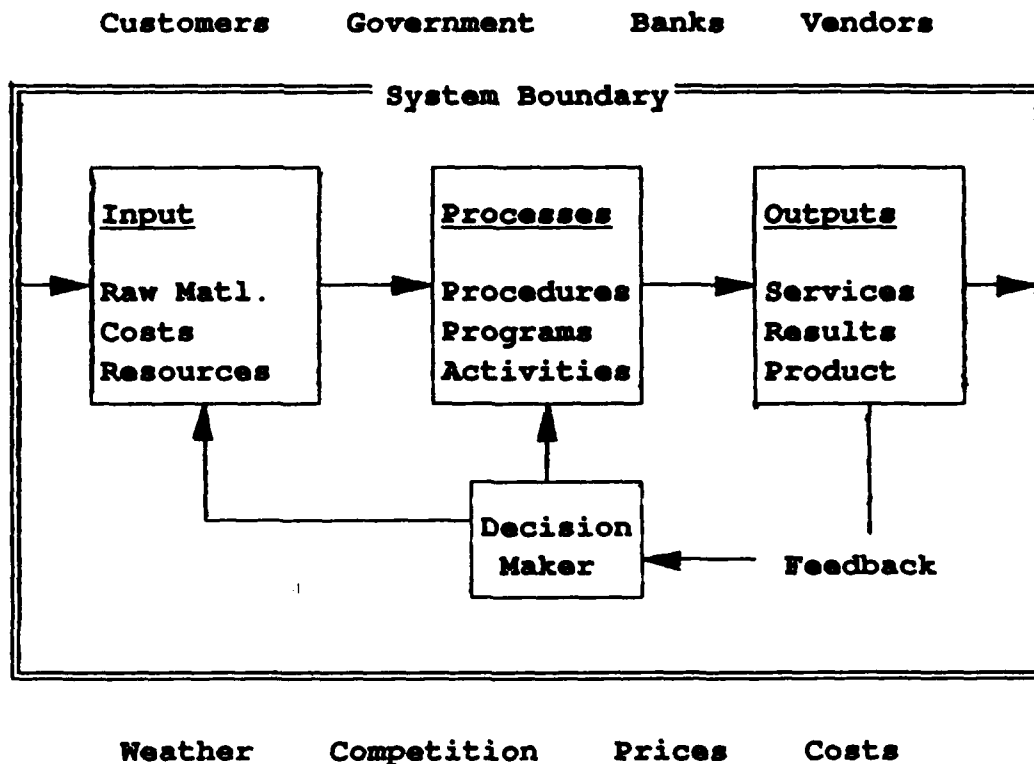 Customers Government Banks Vendors
System Boundary
Input
Raw Matl.
Costs
Resources
Processes
Procedures
Programs
Activities
Outputs
Services
Results
Product
Decision
Maker
Feedback
Weather Competition Prices Costs